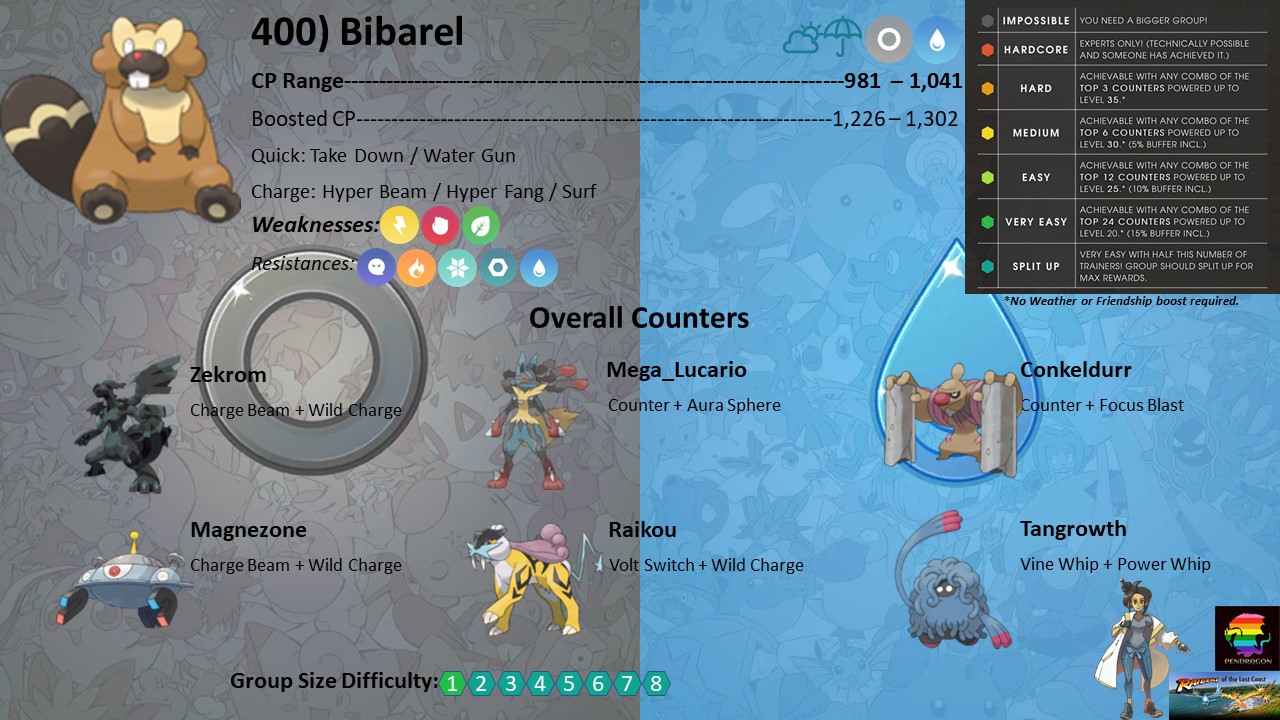 400) Bibarel
CP Range--------------------------------------------------------------------------981 – 1,041
Boosted CP----------------------------------------------------------------------1,226 – 1,302
Quick: Take Down / Water Gun
Charge: Hyper Beam / Hyper Fang / Surf
Weaknesses:
Resistances:
IMPOSSIBLE YOU NEED A BIGGER GROUP!
HARDCORE EXPERTS ONLY! (TECHNICALLY POSSIBLE
AND SOMEONE HAS ACHIEVED IT.)
HARD ACHIEVABLE WITH ANY COMBO OF THE
TOP 3 COUNTERS POWERED UP TO
LEVEL 35.*
MEDIUM ACHIEVABLE WITH ANY COMBO OF THE
TOP 6 COUNTERS POWERED UP TO
LEVEL 30.* (5% BUFFER INCL.)
EASY ACHIEVABLE WITH ANY COMBO OF THE
TOP 12 COUNTERS POWERED UP TO
LEVEL 25.* (10% BUFFER INCL.)
VERY EASY ACHIEVABLE WITH ANY COMBO OF THE
TOP 24 COUNTERS POWERED UP TO
LEVEL 20.* (15% BUFFER INCL.)
SPLIT UP VERY EASY WITH HALF THIS NUMBER OF
TRAINERS! GROUP SHOULD SPLIT UP FOR
MAX REWARDS.
*No Weather or Friendship boost required.
Overall Counters
Zekrom
Charge Beam + Wild Charge
Mega_Lucario
Counter + Aura Sphere
Conkeldurr
Counter + Focus Blast
Magnezone
Charge Beam + Wild Charge
Raikou
Volt Switch + Wild Charge
Tangrowth
Vine Whip + Power Whip
Group Size Difficulty: 1 2 3 4 5 6 7 8
PENDRAGON
RAIDERS of the Lost Coast